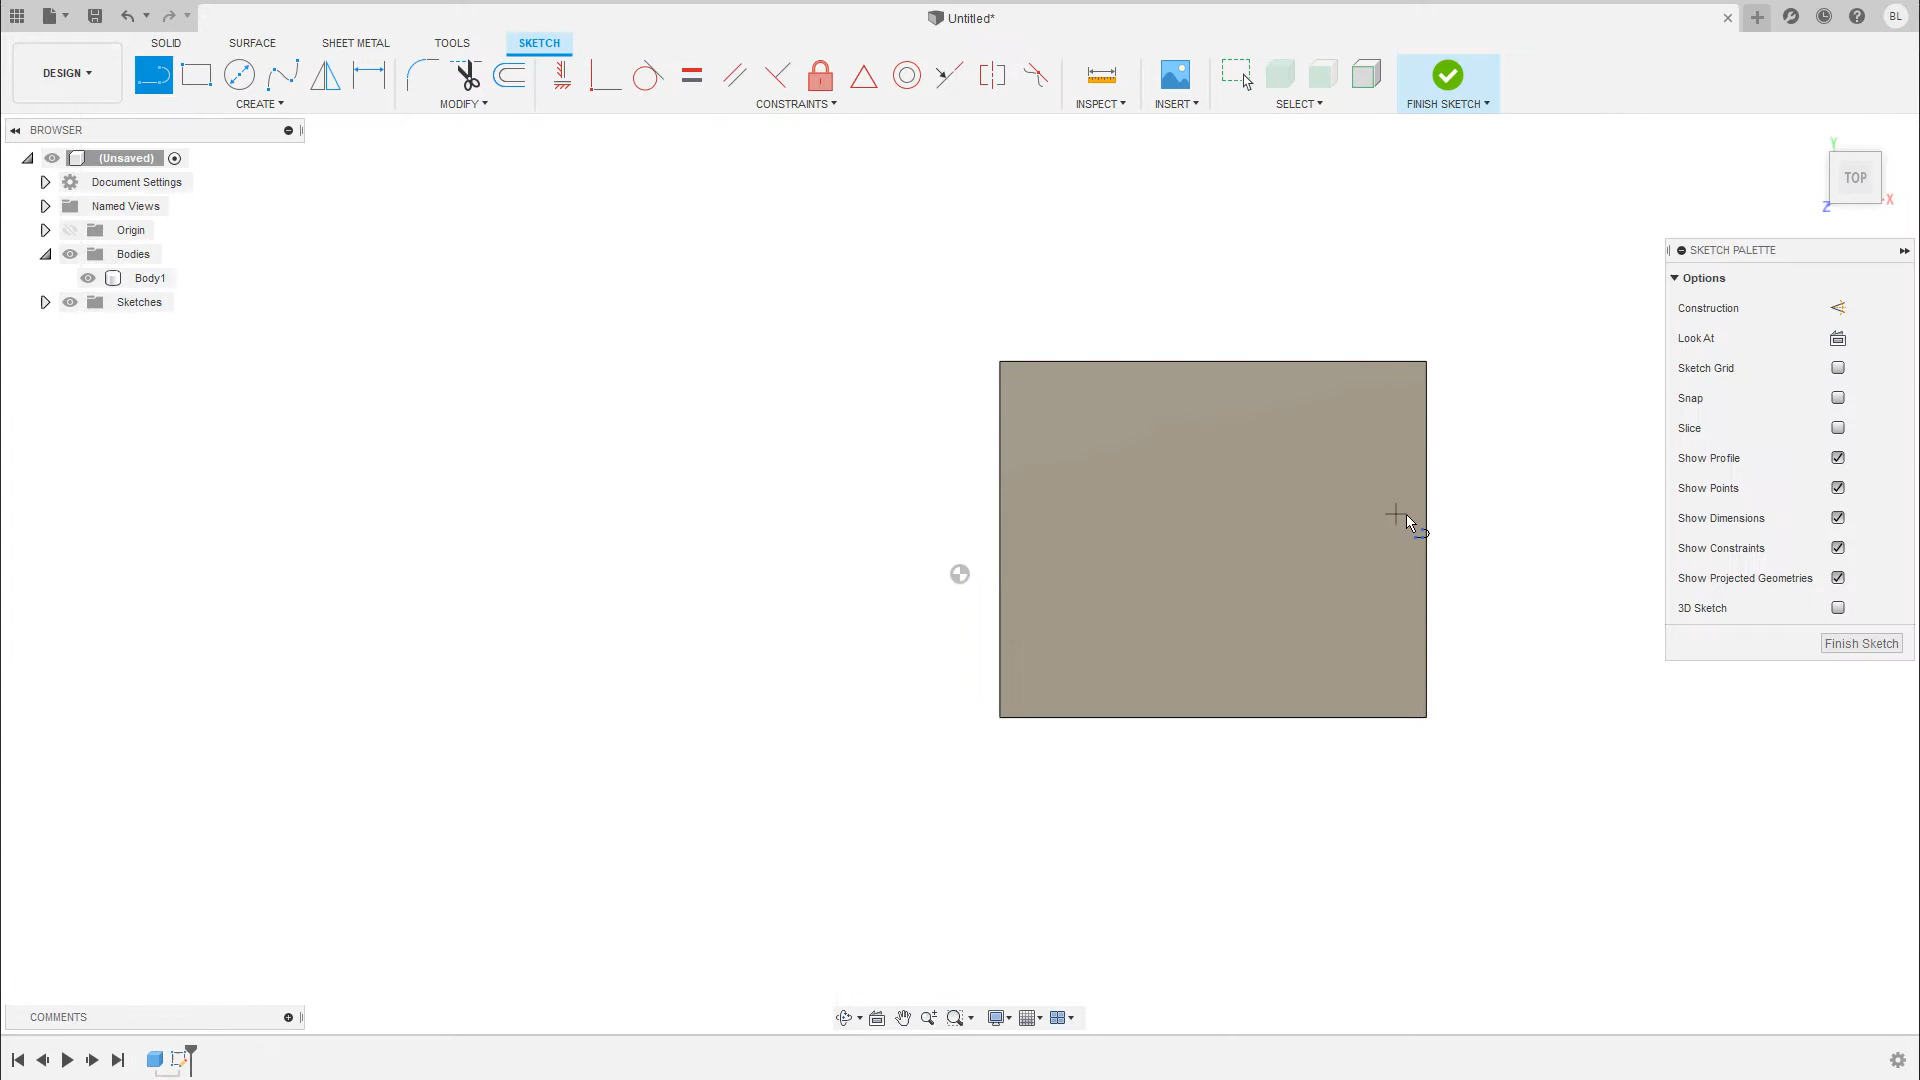 Untitled*
BL
SOLID SURFACE SHEET METAL TOOLS SKETCH
DESIGN
CREATE MODIFY CONSTRAINTS INSPECT INSERT SELECT FINISH SKETCH
BROWSER
(Unsaved)
Document Settings
Named Views
Origin
Bodies
Body1
Sketches
Y
TOP
X
Z
SKETCH PALETTE
Options
Construction
Look At
Sketch Grid
Snap
Slice
Show Profile
Show Points
Show Dimensions
Show Constraints
Show Projected Geometries
3D Sketch
Finish Sketch
COMMENTS